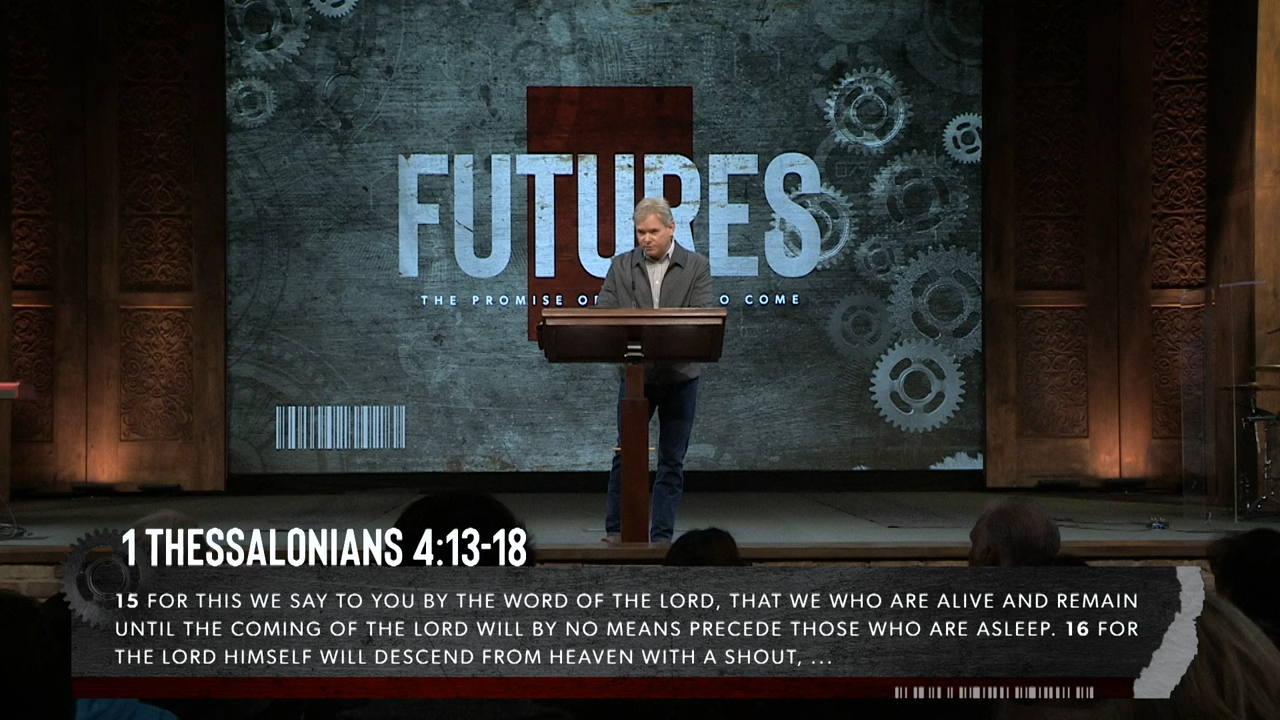 FUTURES
THE PROMISE O COME
1 THESSALONIANS 4:13-18
15 FOR THIS WE SAY TO YOU BY THE WORD OF THE LORD, THAT WE WHO ARE ALIVE AND REMAIN
UNTIL THE COMING OF THE LORD WILL BY NO MEANS PRECEDE THOSE WHO ARE ASLEEP. 16 FOR
THE LORD HIMSELF WILL DESCEND FROM HEAVEN WITH A SHOUT, ...